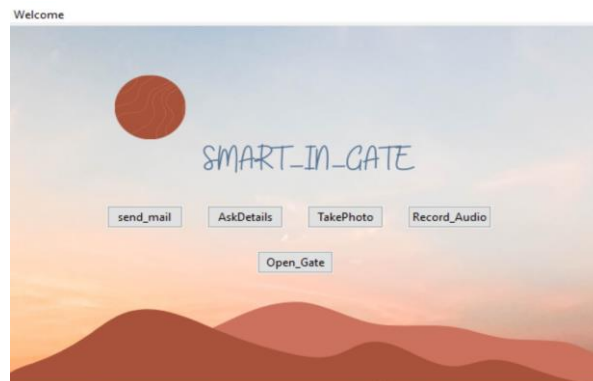 Welcome
SMART_IN_GATE
send_mail AskDetails TakePhoto Record_Audio
Open_Gate